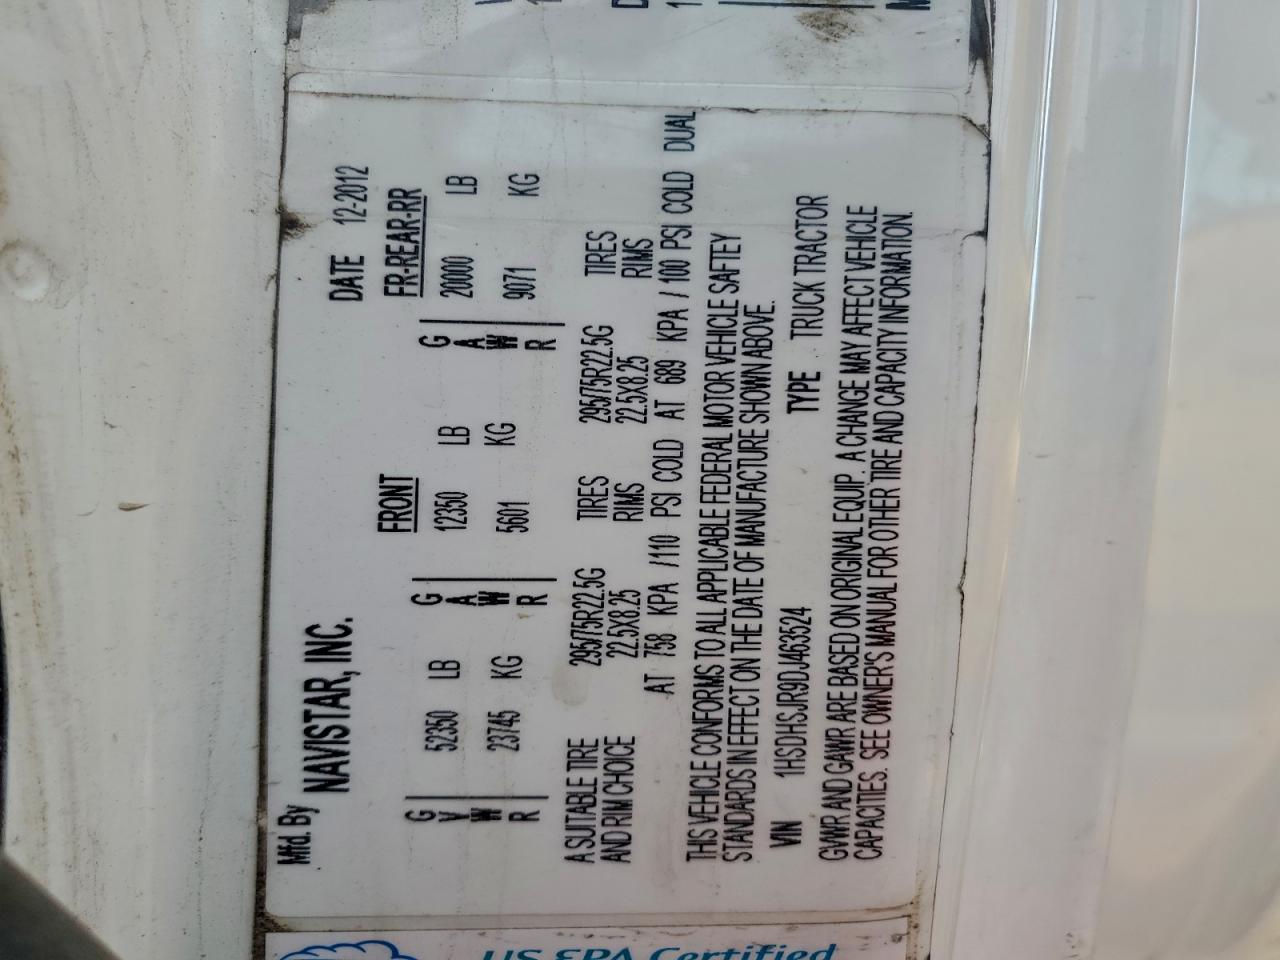 Mfd. By
NAVISTAR, INC.
DATE 12-2012
FRONT FR-REAR-RR
G 52350 LB G 12350 LB G 20000 LB
V A A
W 23745 KG W 5601 KG W 9071 KG
R R R
A SUITABLE TIRE 295/75R22.5G TIRES 295/75R22.5G TIRES
AND RIM CHOICE 22.5X8.25 RIMS 22.5X8.25 RIMS
AT 758 KPA /110 PSI COLD AT 689 KPA / 100 PSI COLD DUAL
THIS VEHICLE CONFORMS TO ALL APPLICABLE FEDERAL MOTOR VEHICLE SAFTEY
STANDARDS IN EFFECT ON THE DATE OF MANUFACTURE SHOWN ABOVE.
VIN 1HSDHSJR9DJ463524 TYPE TRUCK TRACTOR
GVWR AND GAWR ARE BASED ON ORIGINAL EQUIP. A CHANGE MAY AFFECT VEHICLE
CAPACITIES. SEE OWNER'S MANUAL FOR OTHER TIRE AND CAPACITY INFORMATION.
US EPA Certified